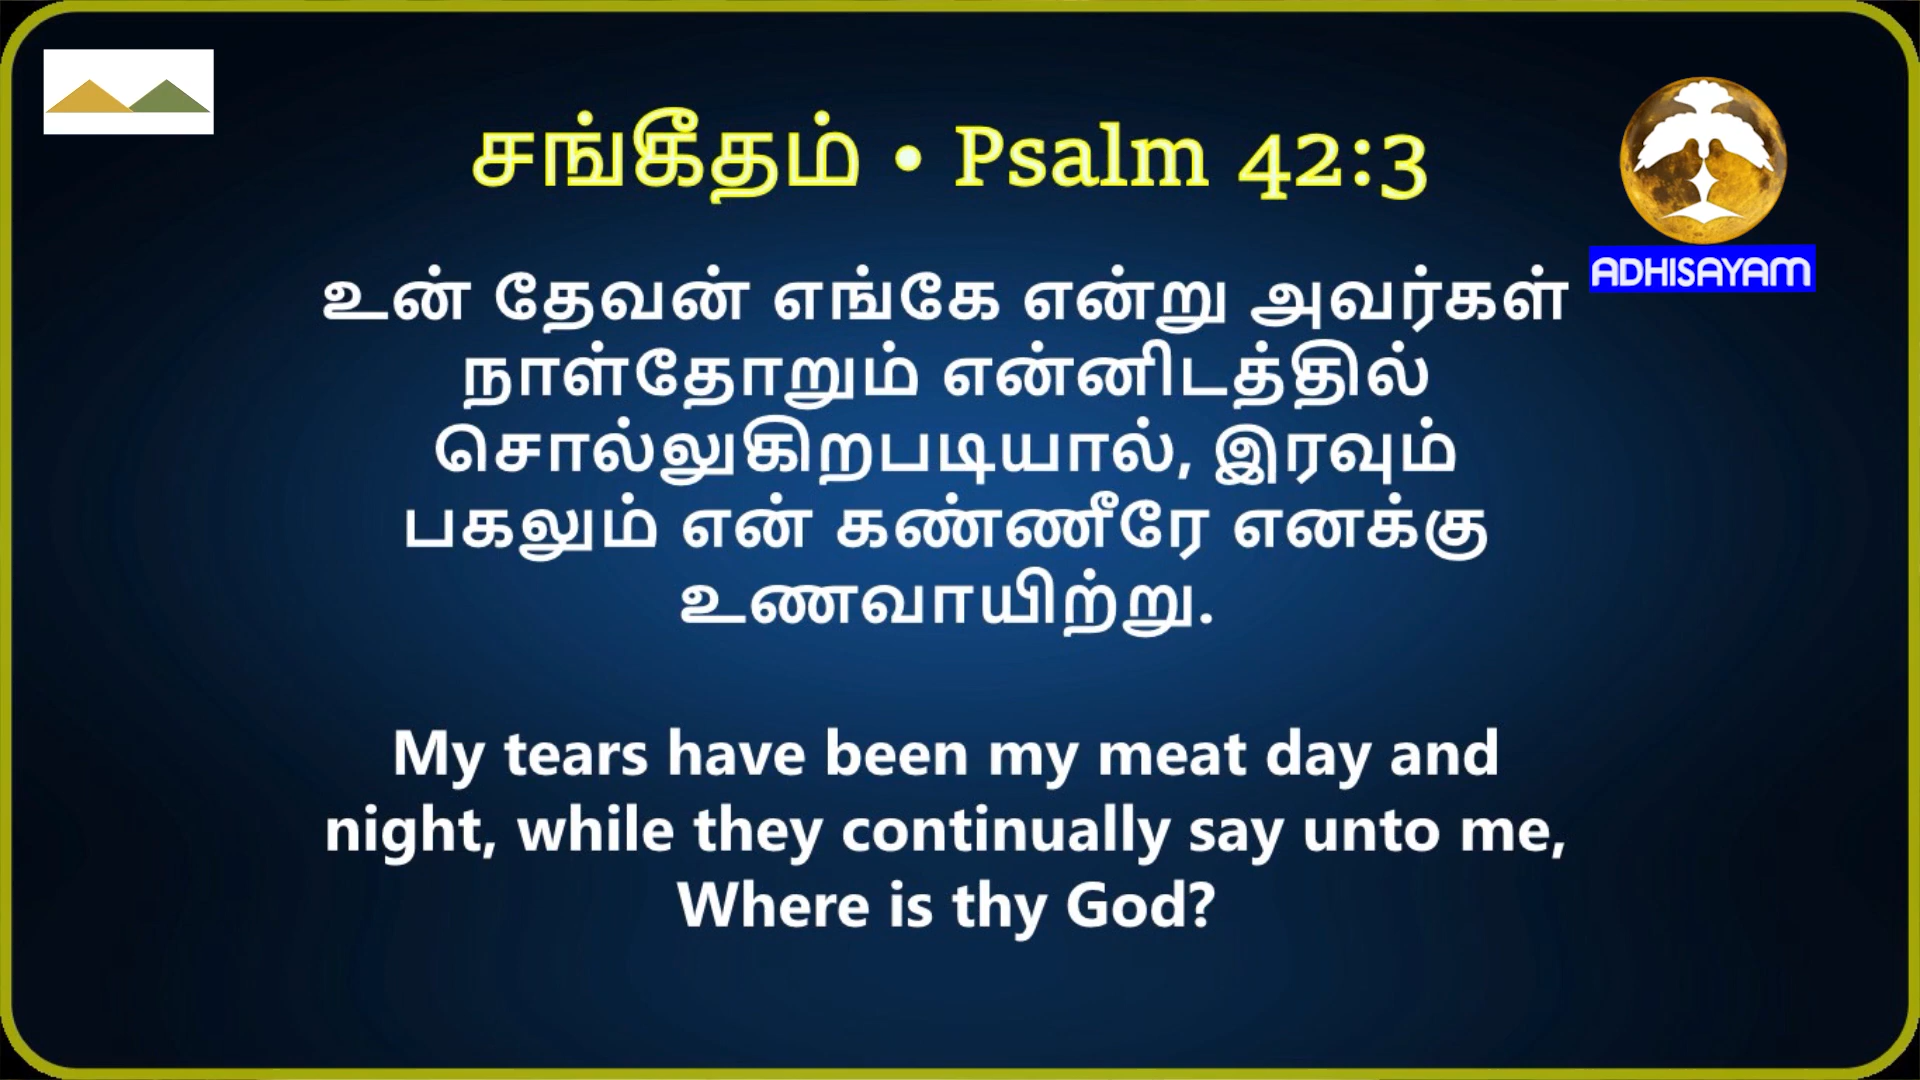 சங்கீதம் • Psalm 42:3
ADHISAYAM
உன் தேவன் எங்கே என்று அவர்கள்
நாள்தோறும் என்னிடத்தில்
சொல்லுகிறபடியால், இரவும்
பகலும் என் கண்ணீரே எனக்கு
உணவாயிற்று.
My tears have been my meat day and
night, while they continually say unto me,
Where is thy God?